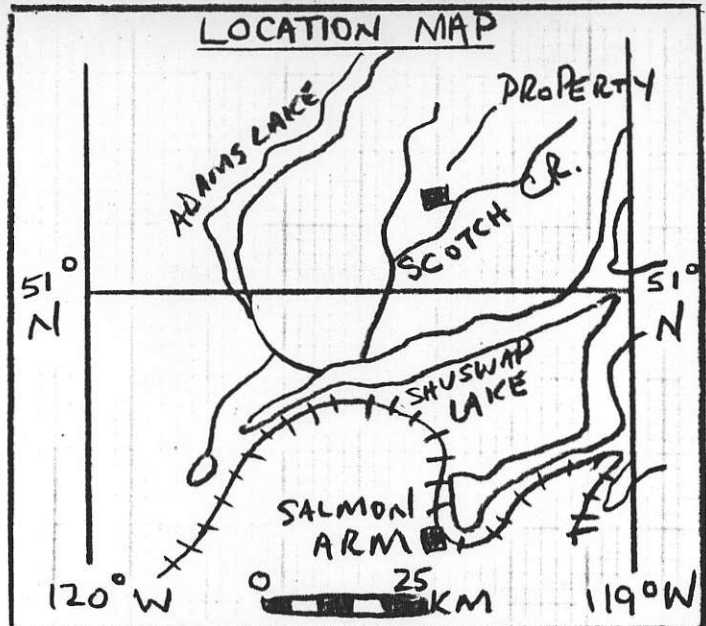 LOCATION MAP
PROPERTY
ADAMS LAKE
SCOTCH CR.
51°
N
51°
N
SHUSWAP
LAKE
SALMON
ARM
0 25
KM
120°W
119°W